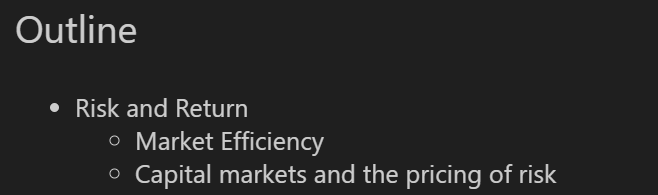 Outline
• Risk and Return
○ Market Efficiency
○ Capital markets and the pricing of risk